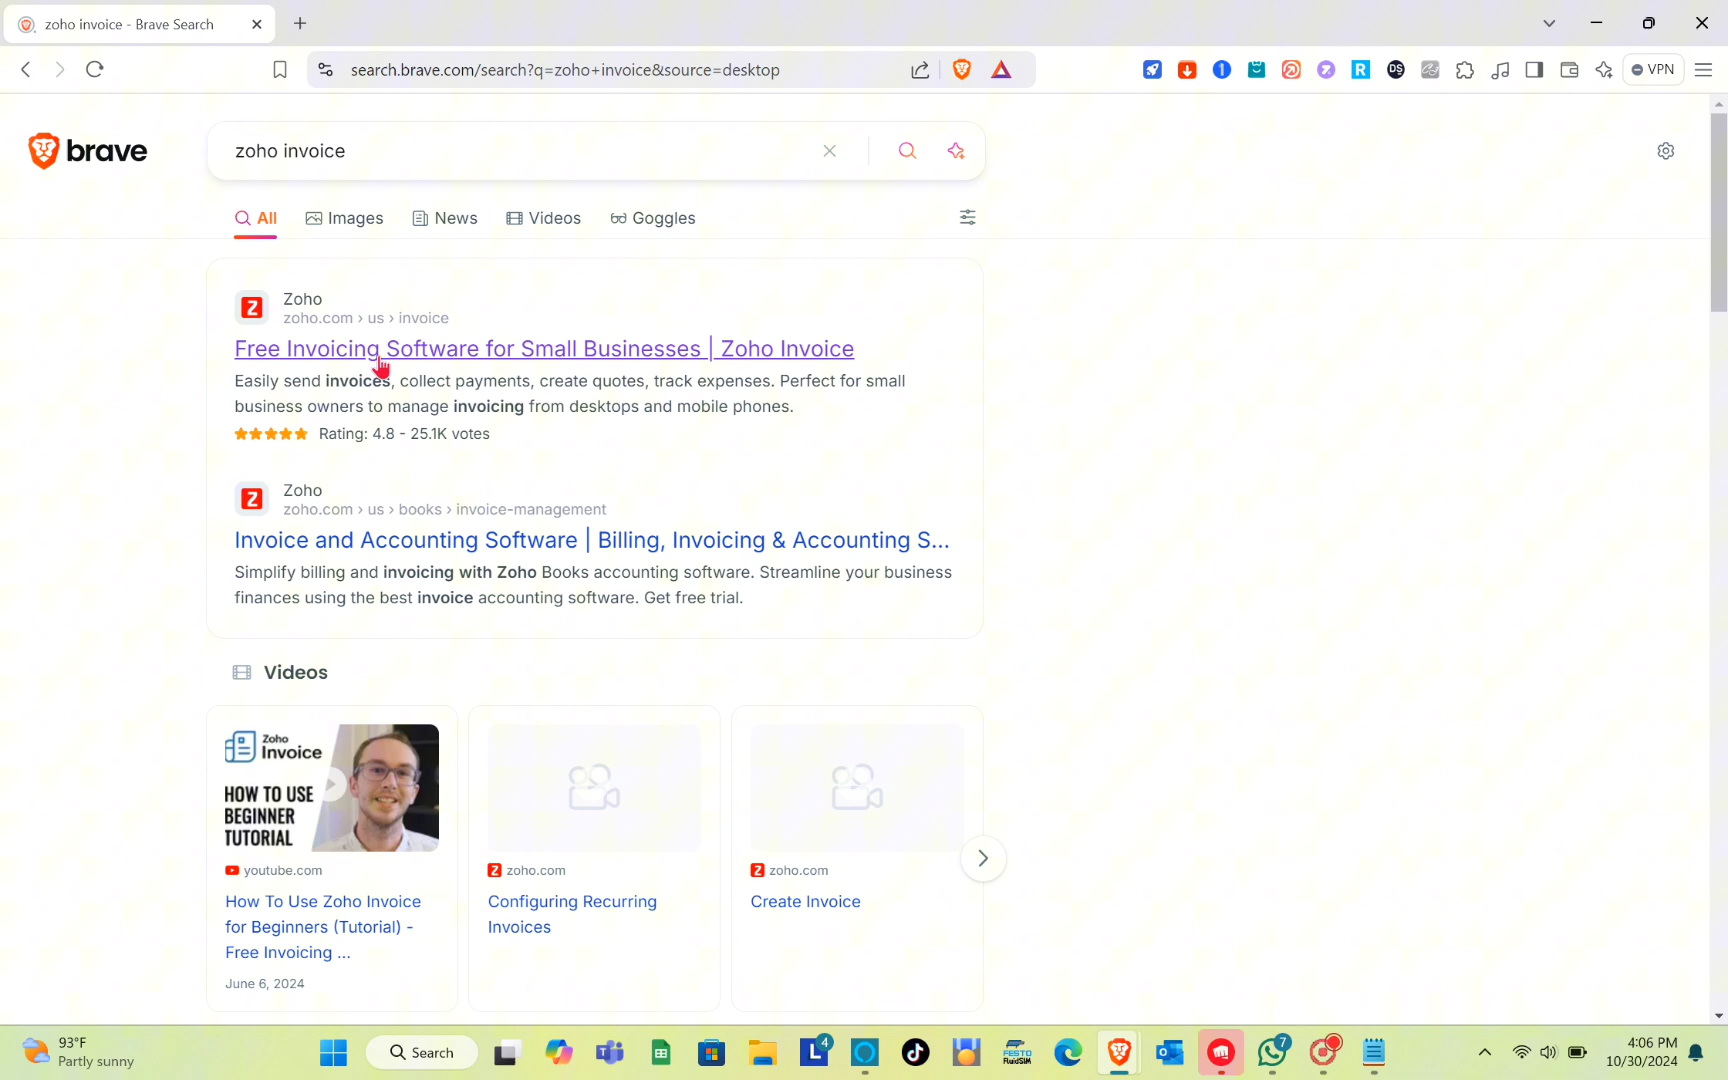 zoho invoice - Brave Search
search.brave.com/search?q=zoho+invoice&source=desktop
VPN
brave
zoho invoice
All
Images
News
Videos
Goggles
Zoho
zoho.com › us › invoice
Free Invoicing Software for Small Businesses | Zoho Invoice
Easily send invoices, collect payments, create quotes, track expenses. Perfect for small
business owners to manage invoicing from desktops and mobile phones.
Rating: 4.8 - 25.1K votes
Zoho
zoho.com › us › books › invoice-management
Invoice and Accounting Software | Billing, Invoicing & Accounting S...
Simplify billing and invoicing with Zoho Books accounting software. Streamline your business
finances using the best invoice accounting software. Get free trial.
Videos
Zoho
Invoice
HOW TO USE
BEGINNER
TUTORIAL
youtube.com
How To Use Zoho Invoice
for Beginners (Tutorial) -
Free Invoicing ...
June 6, 2024
zoho.com
Configuring Recurring
Invoices
zoho.com
Create Invoice
93°F
Partly sunny
Search
4
FESTO
FluidSIM
7
4:06 PM
10/30/2024